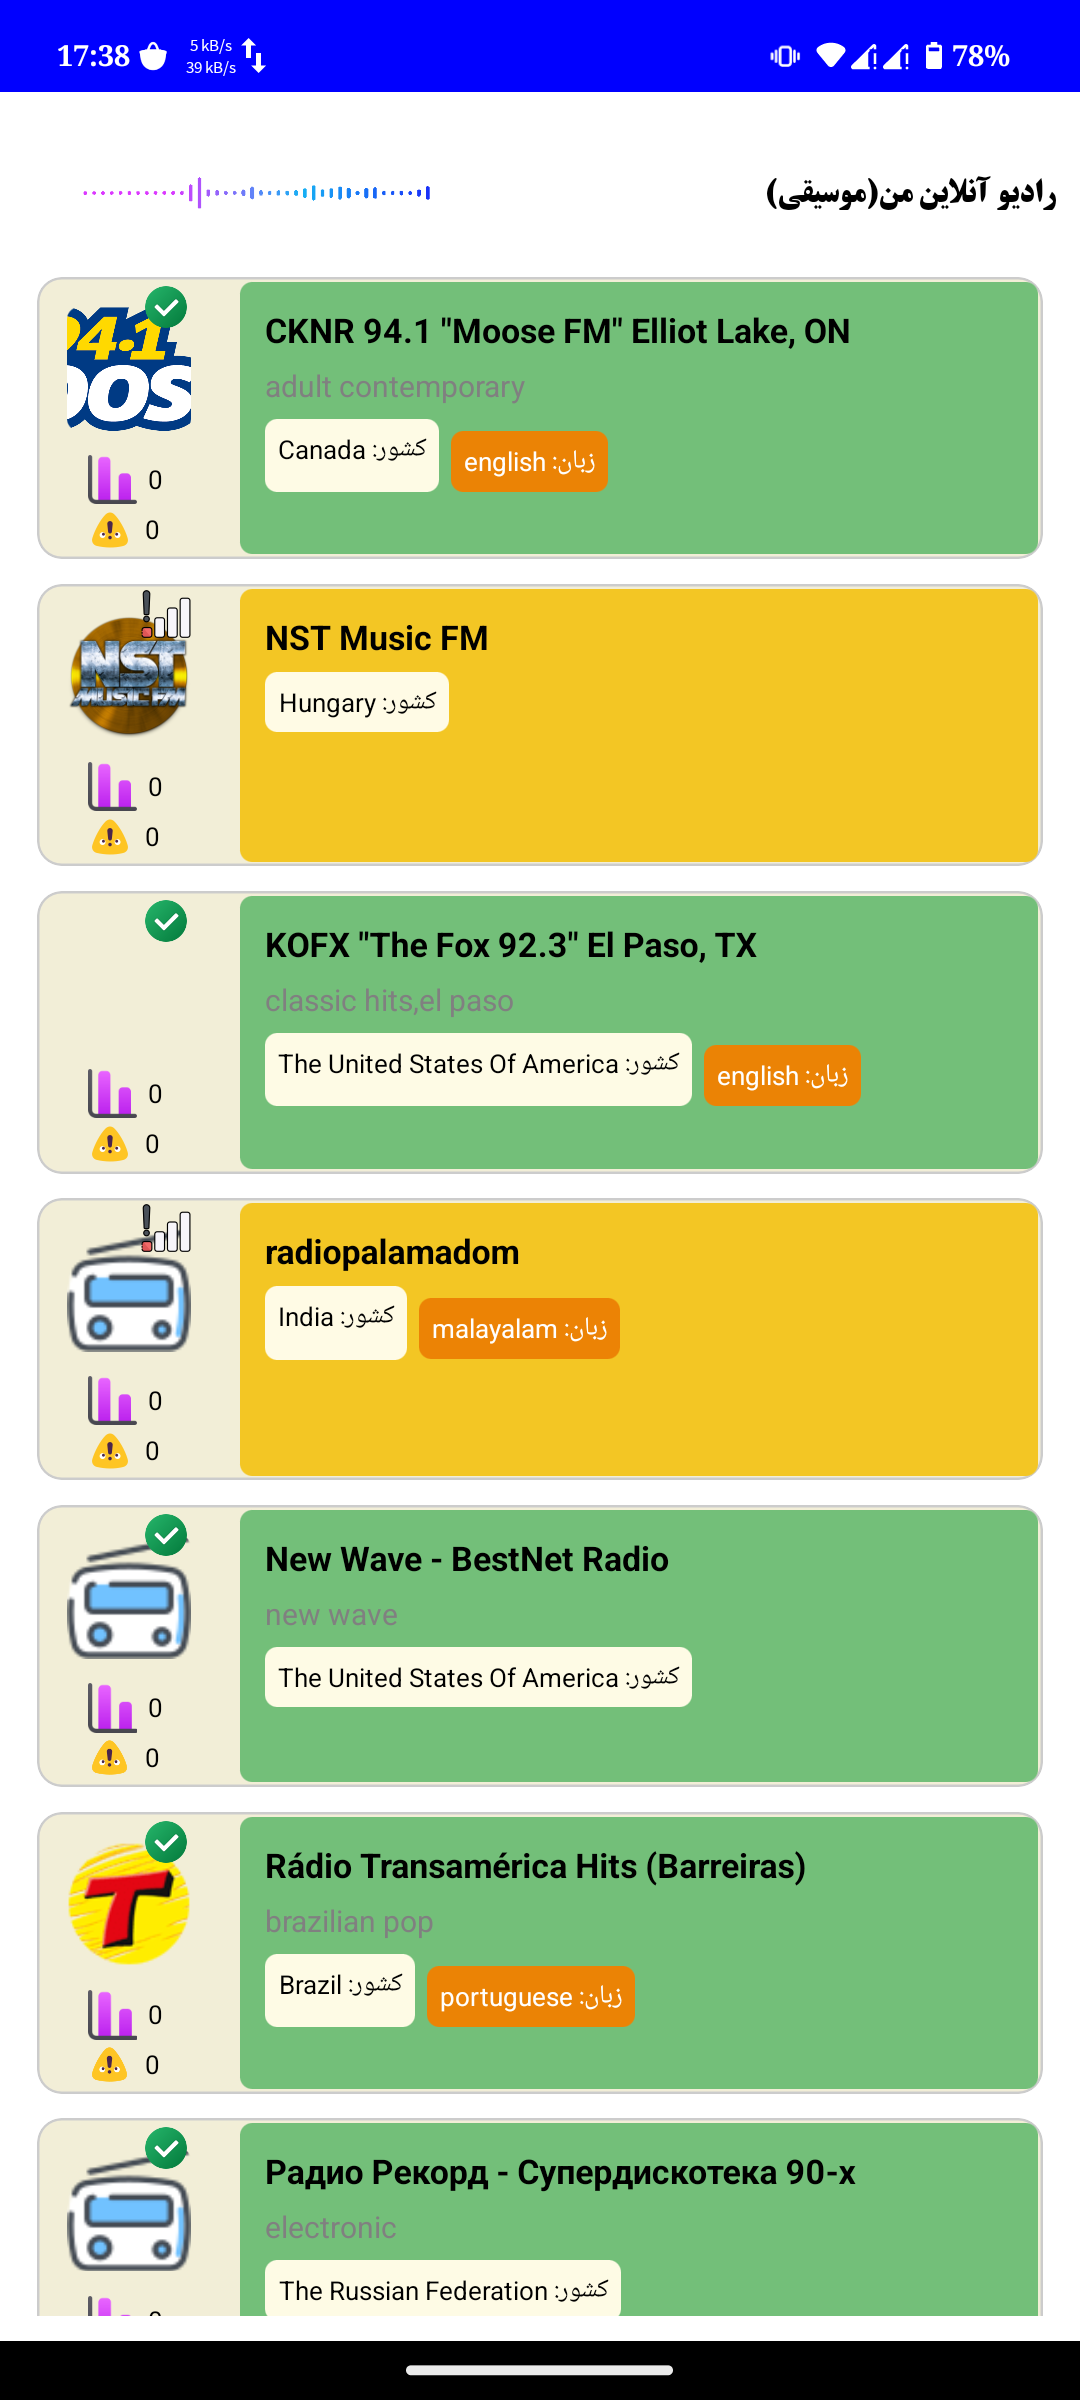 17:38
5 kB/s
39 kB/s
78%
رادیو آنلاین من(موسیقی)
94.1
CKNR 94.1 "Moose FM" Elliot Lake, ON
adult contemporary
کشور: Canada
زبان: english
0
0
NST
MUSIC FM
NST Music FM
کشور: Hungary
0
0
KOFX "The Fox 92.3" El Paso, TX
classic hits,el paso
کشور: The United States Of America
زبان: english
0
0
radiopalamadom
کشور: India
زبان: malayalam
0
0
New Wave - BestNet Radio
new wave
کشور: The United States Of America
0
0
T
Rádio Transamérica Hits (Barreiras)
brazilian pop
کشور: Brazil
زبان: portuguese
0
0
Радио Рекорд - Супердискотека 90-х
electronic
کشور: The Russian Federation